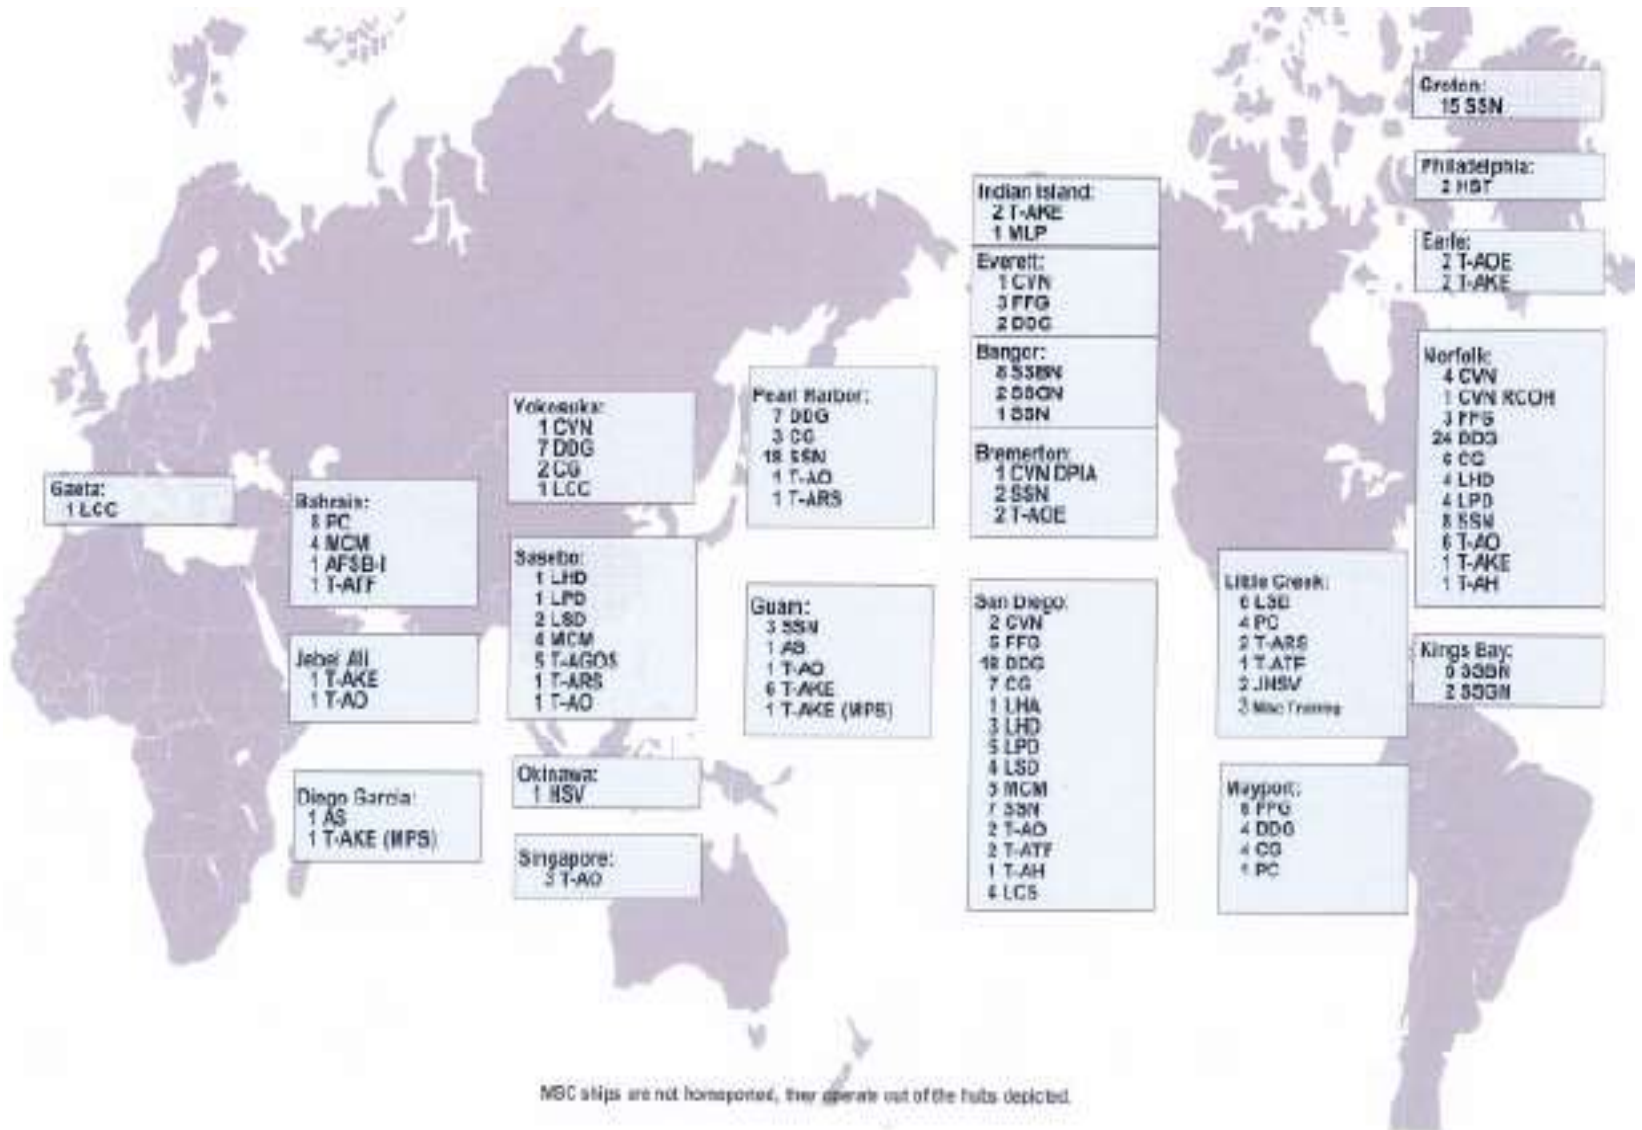 Groton:
15 SSN
Philadelphia:
2 HST
Earle:
2 T-AOE
2 T-AKE
Indian Island:
2 T-AKE
1 MLP
Everett:
1 CVN
3 FFG
2 DDG
Bangor:
8 SSBN
2 SSGN
1 SSN
Bremerton:
1 CVN DPIA
2 SSN
2 T-AOE
Norfolk:
4 CVN
1 CVN RCOH
3 FFG
24 DDG
6 CG
4 LHD
4 LPD
8 SSN
6 T-AO
1 T-AKE
1 T-AH
Pearl Harbor:
7 DDG
3 CG
18 SSN
1 T-AO
1 T-ARS
Yokosuka:
1 CVN
7 DDG
2 CG
1 LCC
Gaeta:
1 LCC
Bahrain:
8 PC
4 MCM
1 AFSB-I
1 T-ATF
Sasebo:
1 LHD
1 LPD
2 LSD
4 MCM
5 T-AGOS
1 T-ARS
1 T-AO
Guam:
3 SSN
1 AS
1 T-AO
6 T-AKE
1 T-AKE (MPS)
San Diego:
2 CVN
5 FFG
18 DDG
7 CG
1 LHA
3 LHD
5 LPD
4 LSD
MCM
7 SSN
2 T-AO
2 T-ATF
1 T-AH
4 LCS
Little Creek:
6 LSD
4 PC
2 T-ARS
1 T-ATF
2 JHSV
3 Misc Training
Kings Bay:
6 SSBN
2 SSGN
Jebel Ali
1 T-AKE
1 T-AO
Okinawa:
1 HSV
Diego Garcia:
1 AS
1 T-AKE (MPS)
Singapore:
3 T-AO
Mayport:
FFG
4 DDG
4 CG
1 PC
MSC ships are not homeported, they operate out of the hubs depicted.